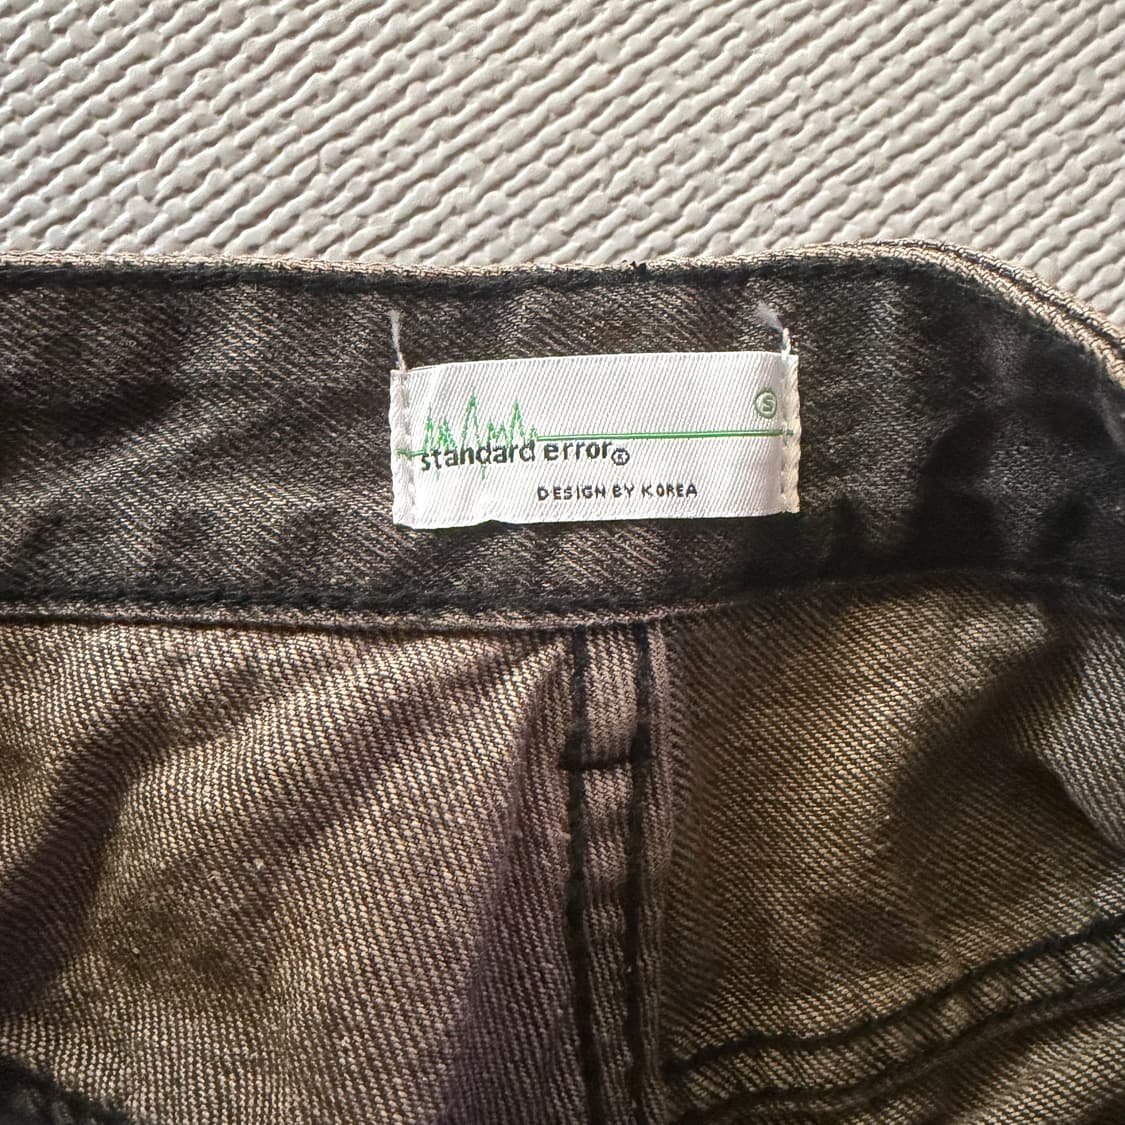 Ⓢ
standard error®
DESIGN BY KOREA